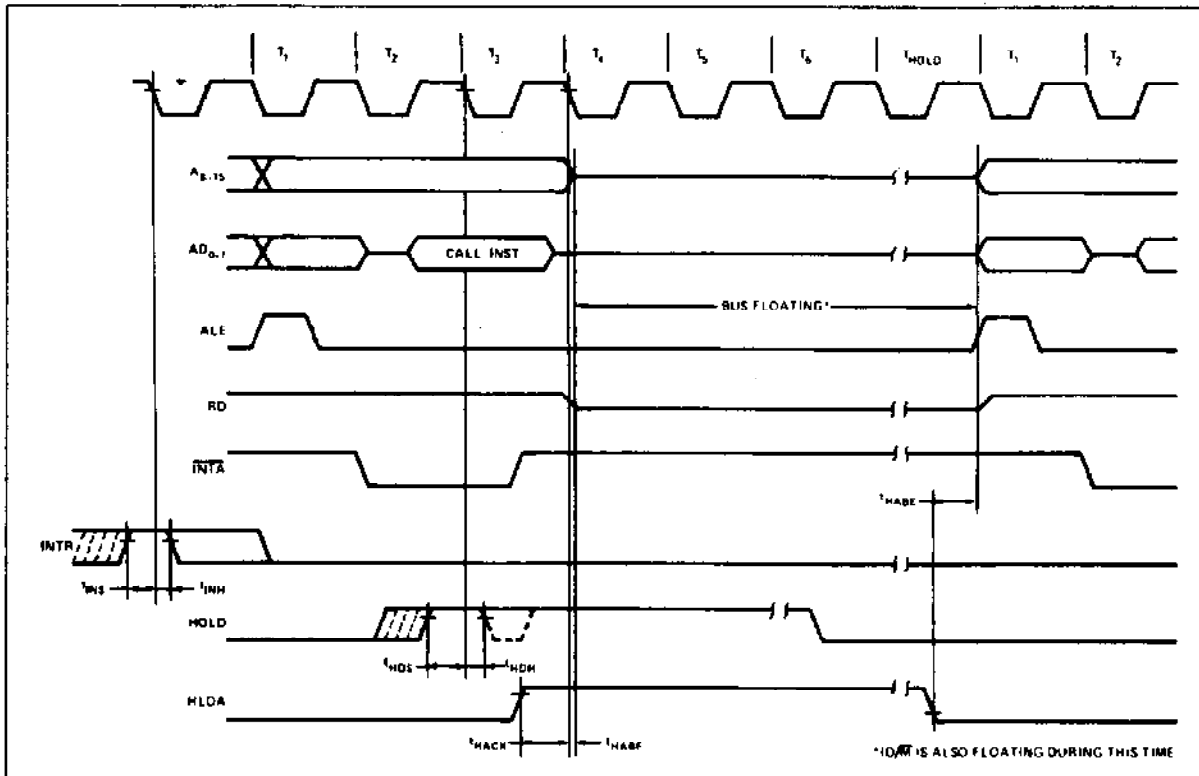 T1 T2 T3 T4 T5 T6 THOLD T1 T2
A8-15
AD0-7 CALL INST
BUS FLOATING*
ALE
RD
INTA
tHABE
INTR
tINS tINH
HOLD
tHDS tHDH
HLDA
tHACK tHABF
*IO/M IS ALSO FLOATING DURING THIS TIME